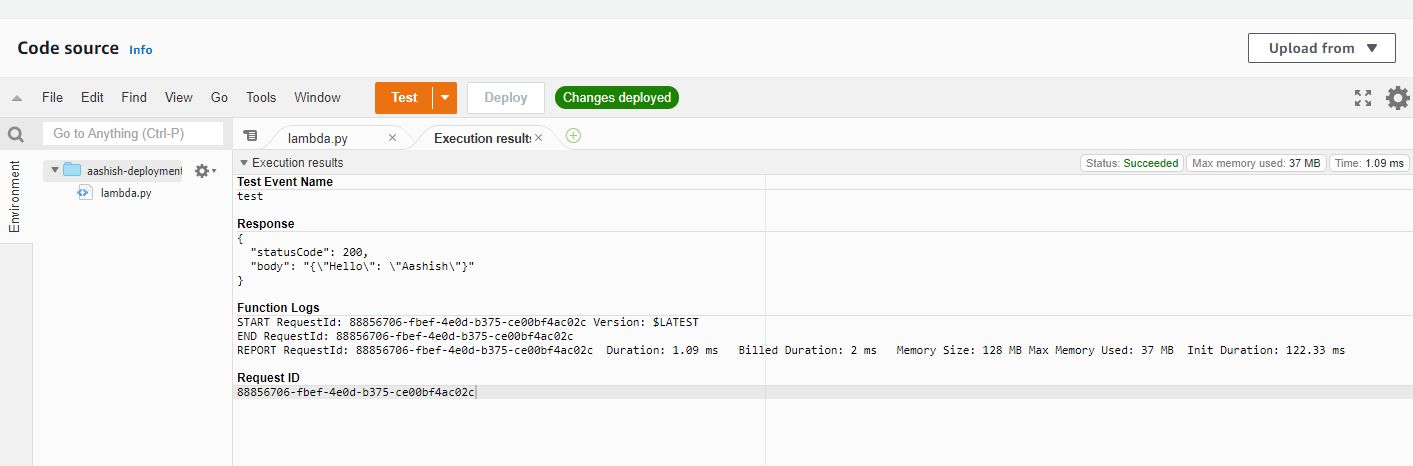 Code source Info
Upload from
File Edit Find View Go Tools Window Test Deploy Changes deployed
Go to Anything (Ctrl-P)
lambda.py Execution results
Environment
Execution results Status: Succeeded Max memory used: 37 MB Time: 1.09 ms
aashish-deployment
lambda.py
Test Event Name
test
Response
{
  "statusCode": 200,
  "body": "{\"Hello\": \"Aashish\"}"
}
Function Logs
START RequestId: 88856706-fbef-4e0d-b375-ce00bf4ac02c Version: $LATEST
END RequestId: 88856706-fbef-4e0d-b375-ce00bf4ac02c
REPORT RequestId: 88856706-fbef-4e0d-b375-ce00bf4ac02c Duration: 1.09 ms Billed Duration: 2 ms Memory Size: 128 MB Max Memory Used: 37 MB Init Duration: 122.33 ms
Request ID
88856706-fbef-4e0d-b375-ce00bf4ac02c